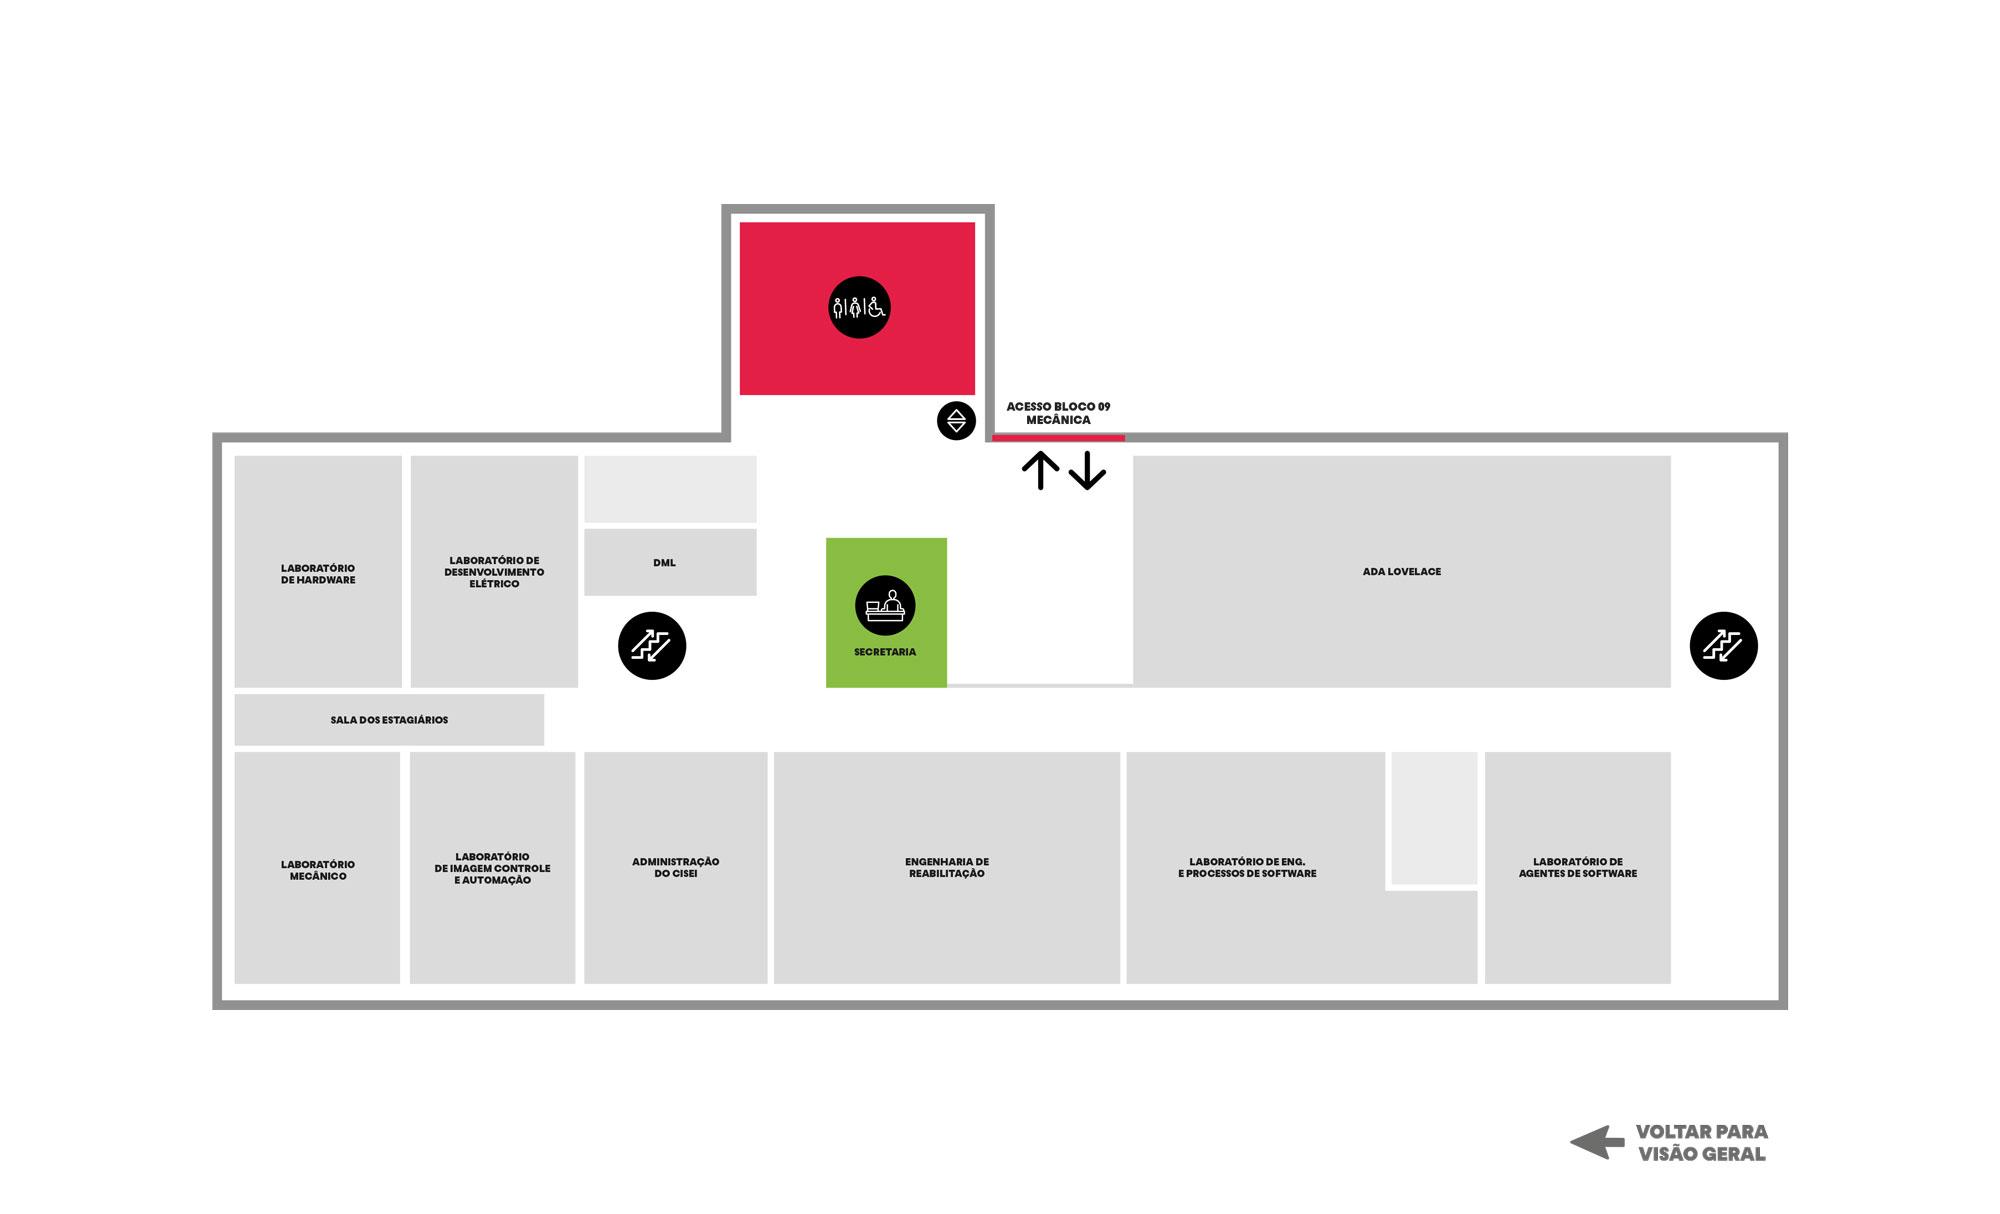 ACESSO BLOCO 09
MECÂNICA
LABORATÓRIO
DE HARDWARE
LABORATÓRIO DE
DESENVOLVIMENTO
ELÉTRICO
DML
SECRETARIA
ADA LOVELACE
SALA DOS ESTAGIÁRIOS
LABORATÓRIO
MECÂNICO
LABORATÓRIO
DE IMAGEM CONTROLE
E AUTOMAÇÃO
ADMINISTRAÇÃO
DO CISEI
ENGENHARIA DE
REABILITAÇÃO
LABORATÓRIO DE ENG.
E PROCESSOS DE SOFTWARE
LABORATÓRIO DE
AGENTES DE SOFTWARE
VOLTAR PARA
VISÃO GERAL